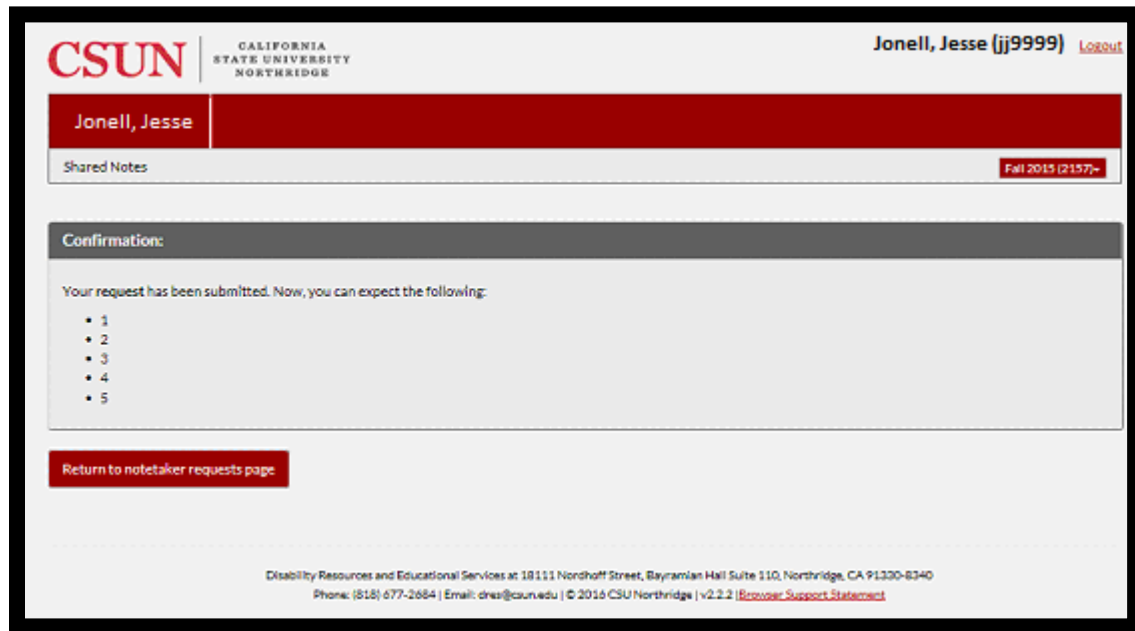 CSUN
CALIFORNIA
STATE UNIVERSITY
NORTHRIDGE
Jonell, Jesse (jj9999) Logout
Jonell, Jesse
Shared Notes
Fall 2015 (2157)
Confirmation:
Your request has been submitted. Now, you can expect the following:
• 1
• 2
• 3
• 4
• 5
Return to notetaker requests page
Disability Resources and Educational Services at 18111 Nordhoff Street, Bayramian Hall Suite 110, Northridge, CA 91330-8340
Phone: (818) 677-2684 | Email: dres@csun.edu | © 2016 CSU Northridge | v2.2.2 | Browser Support Statement